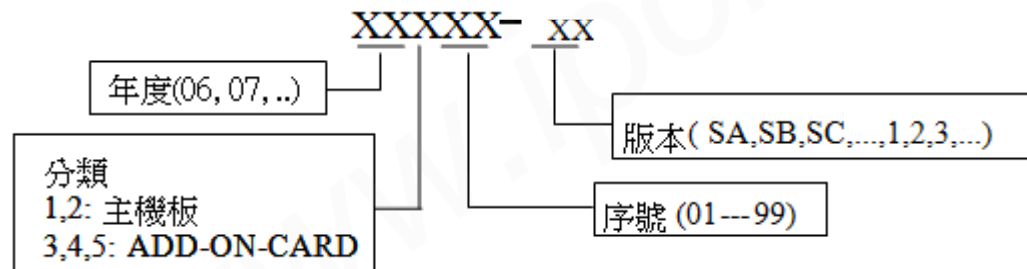 XXXXX- XX
年度(06, 07, ..)
版本( SA,SB,SC,...,1,2,3,...)
分類
1,2: 主機板
3,4,5: ADD-ON-CARD
序號 (01---99)